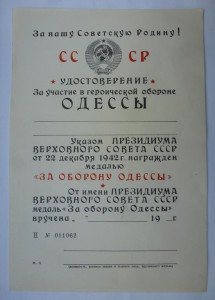 За нашу Советскую Родину!
СС СР
УДОСТОВЕРЕНИЕ
За участие в героической обороне
ОДЕССЫ
Указом ПРЕЗИДИУМА
ВЕРХОВНОГО СОВЕТА СССР
от 22 декабря 1942 г. награжден
медалью
«ЗА ОБОРОНУ ОДЕССЫ»
От имени ПРЕЗИДИУМА
ВЕРХОВНОГО СОВЕТА СССР
медаль „За оборону Одессы"
вручена „ " 19 г.
П № 011062